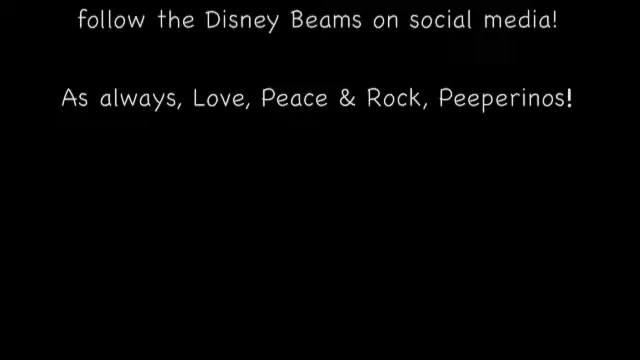 follow the Disney Beams on social media!
As always, Love, Peace & Rock, Peeperinos!